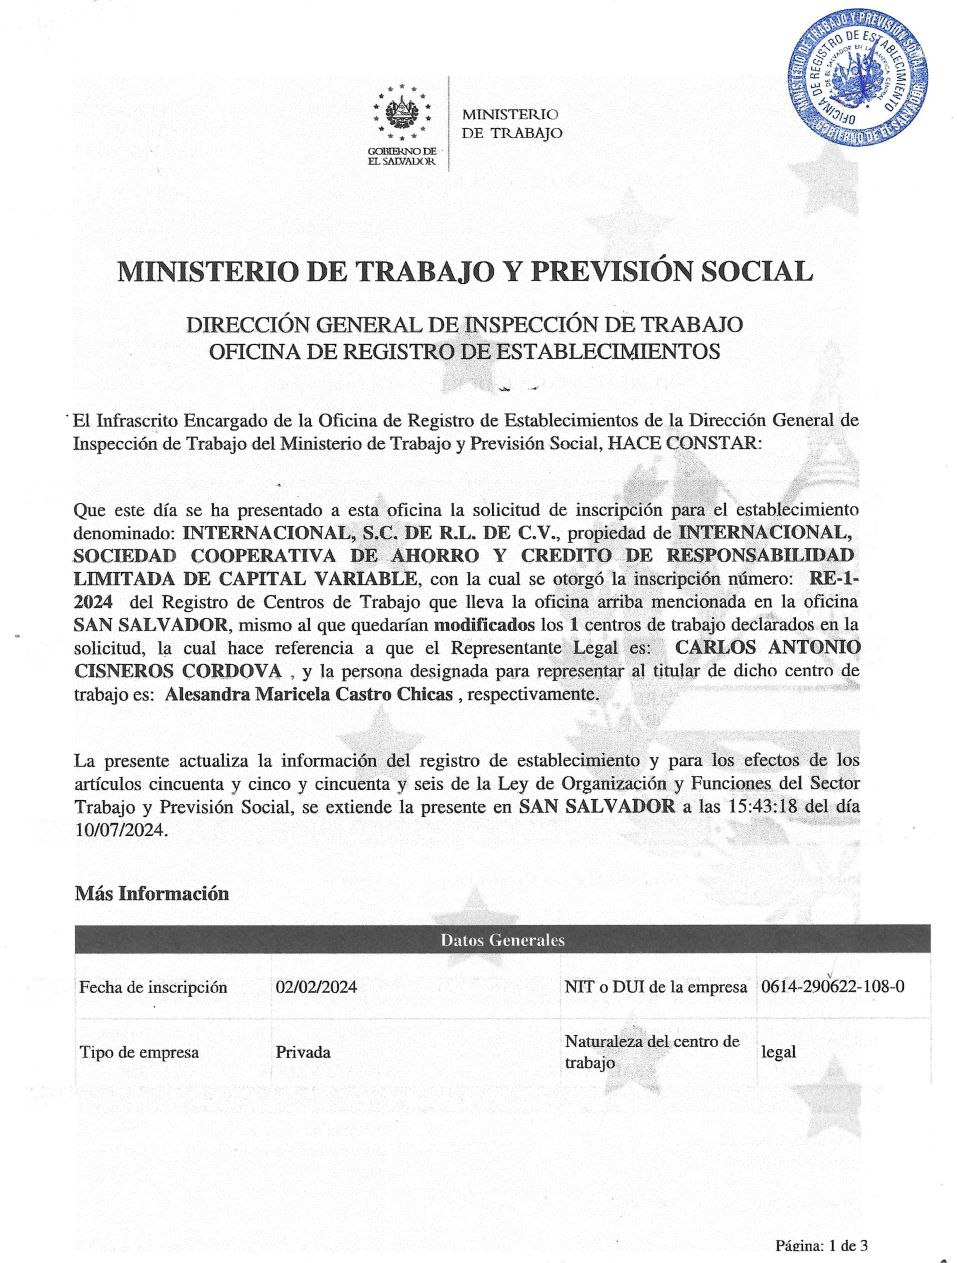 MINISTERIO DE TRABAJO Y PREVISIÓN SOCIAL
OFICINA DE REGISTRO DE ESTABLECIMIENTO
GOBIERNO DE EL SALVADOR
GOBIERNO DE
EL SALVADOR
MINISTERIO
DE TRABAJO
MINISTERIO DE TRABAJO Y PREVISIÓN SOCIAL
DIRECCIÓN GENERAL DE INSPECCIÓN DE TRABAJO
OFICINA DE REGISTRO DE ESTABLECIMIENTOS
El Infrascrito Encargado de la Oficina de Registro de Establecimientos de la Dirección General de
Inspección de Trabajo del Ministerio de Trabajo y Previsión Social, HACE CONSTAR:
Que este día se ha presentado a esta oficina la solicitud de inscripción para el establecimiento
denominado: INTERNACIONAL, S.C. DE R.L. DE C.V., propiedad de INTERNACIONAL,
SOCIEDAD COOPERATIVA DE AHORRO Y CREDITO DE RESPONSABILIDAD
LIMITADA DE CAPITAL VARIABLE, con la cual se otorgó la inscripción número: RE-1-
2024 del Registro de Centros de Trabajo que lleva la oficina arriba mencionada en la oficina
SAN SALVADOR, mismo al que quedarían modificados los 1 centros de trabajo declarados en la
solicitud, la cual hace referencia a que el Representante Legal es: CARLOS ANTONIO
CISNEROS CORDOVA , y la persona designada para representar al titular de dicho centro de
trabajo es: Alesandra Maricela Castro Chicas , respectivamente.
La presente actualiza la información del registro de establecimiento y para los efectos de los
artículos cincuenta y cinco y cincuenta y seis de la Ley de Organización y Funciones del Sector
Trabajo y Previsión Social, se extiende la presente en SAN SALVADOR a las 15:43:18 del día
10/07/2024.
Más Información
Datos Generales
Fecha de inscripción 02/02/2024 NIT o DUI de la empresa 0614-290622-108-0
Tipo de empresa Privada Naturaleza del centro de
trabajo legal
Página: 1 de 3